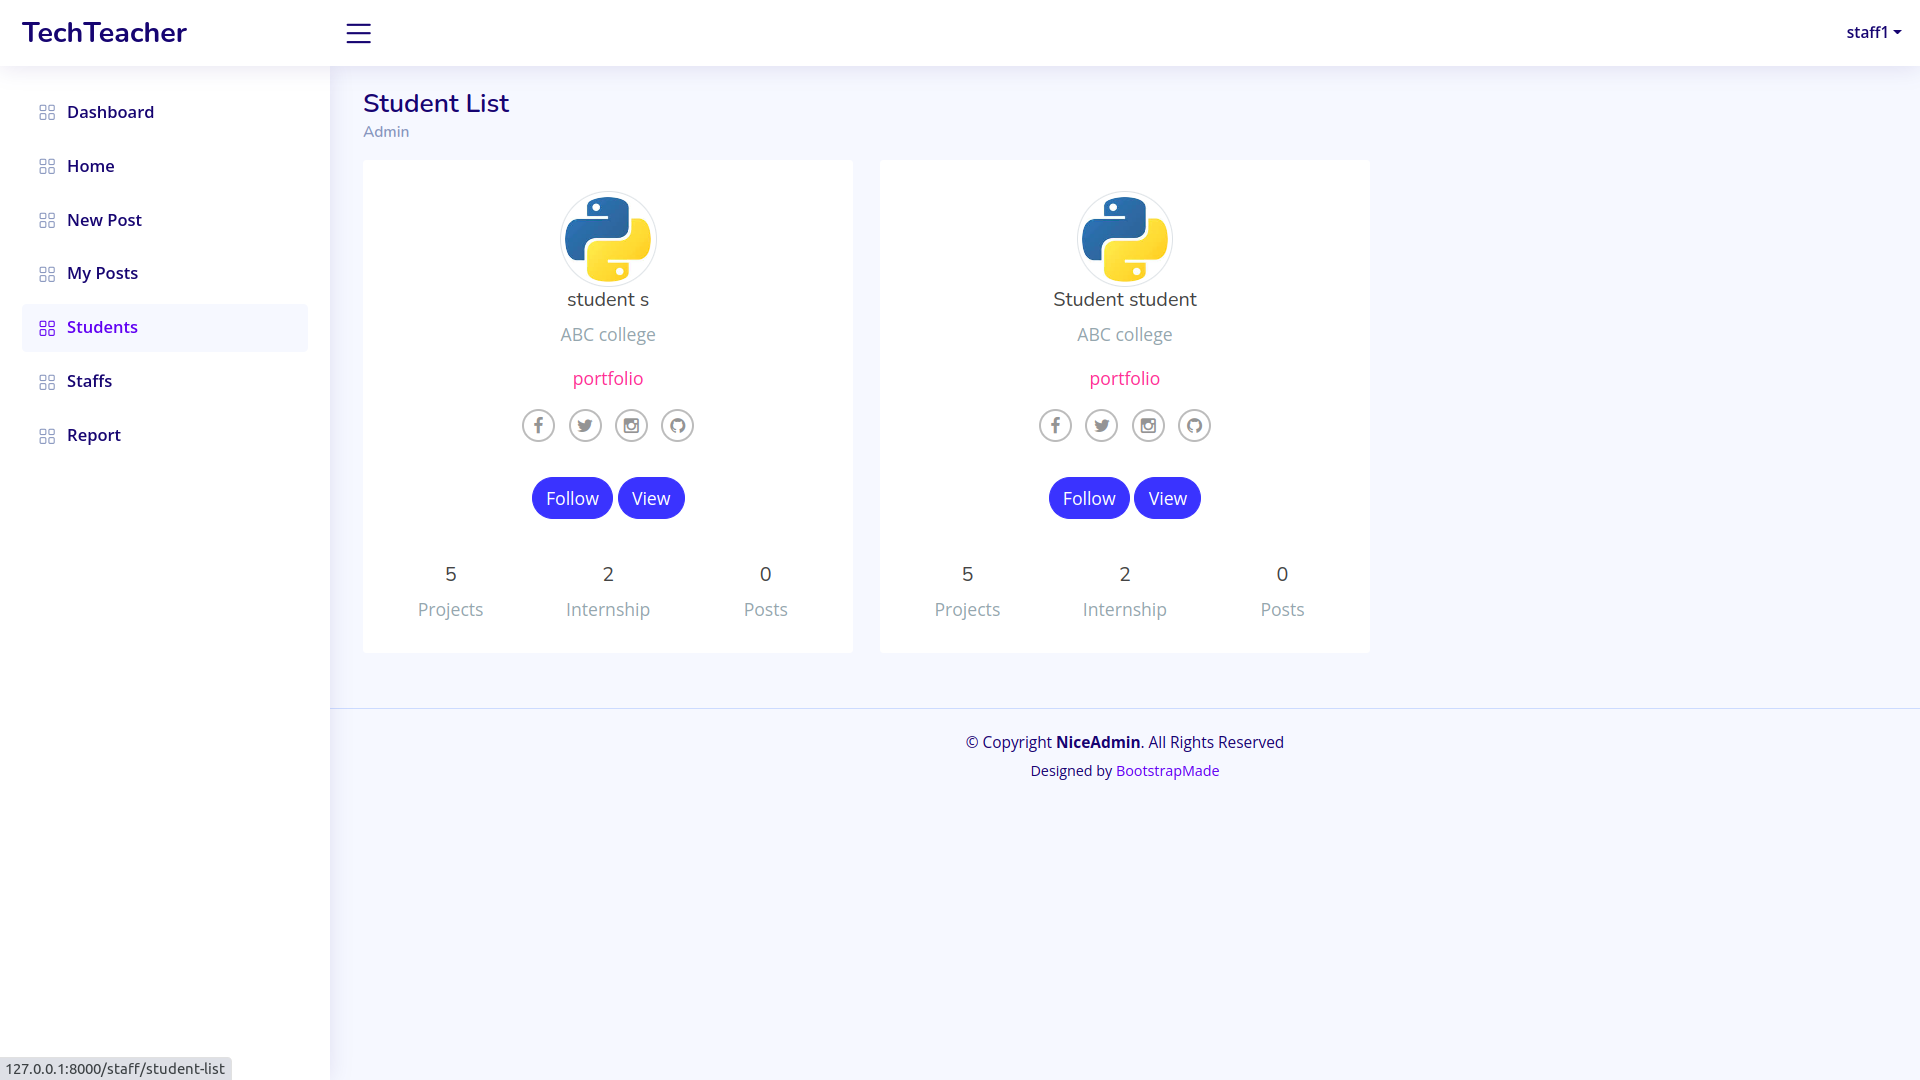 TechTeacher
staff1
Dashboard
Home
New Post
My Posts
Students
Staffs
Report
Student List
Admin
student s
ABC college
portfolio
Follow View
5 2 0
Projects Internship Posts
Student student
ABC college
portfolio
Follow View
5 2 0
Projects Internship Posts
© Copyright NiceAdmin. All Rights Reserved
Designed by BootstrapMade
127.0.0.1:8000/staff/student-list